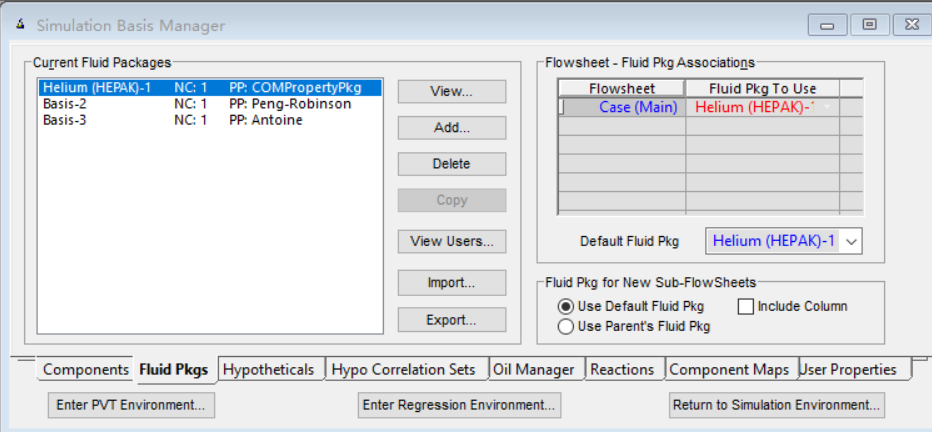 Simulation Basis Manager
Current Fluid Packages
Helium (HEPAK)-1 NC: 1 PP: COMPropertyPkg
Basis-2 NC: 1 PP: Peng-Robinson
Basis-3 NC: 1 PP: Antoine
View...
Add...
Delete
Copy
View Users...
Import...
Export...
Flowsheet - Fluid Pkg Associations
Flowsheet Fluid Pkg To Use
Case (Main) Helium (HEPAK)-1
Default Fluid Pkg Helium (HEPAK)-1
Fluid Pkg for New Sub-FlowSheets
Use Default Fluid Pkg Include Column
Use Parent's Fluid Pkg
Components Fluid Pkgs Hypotheticals Hypo Correlation Sets Oil Manager Reactions Component Maps User Properties
Enter PVT Environment... Enter Regression Environment... Return to Simulation Environment...